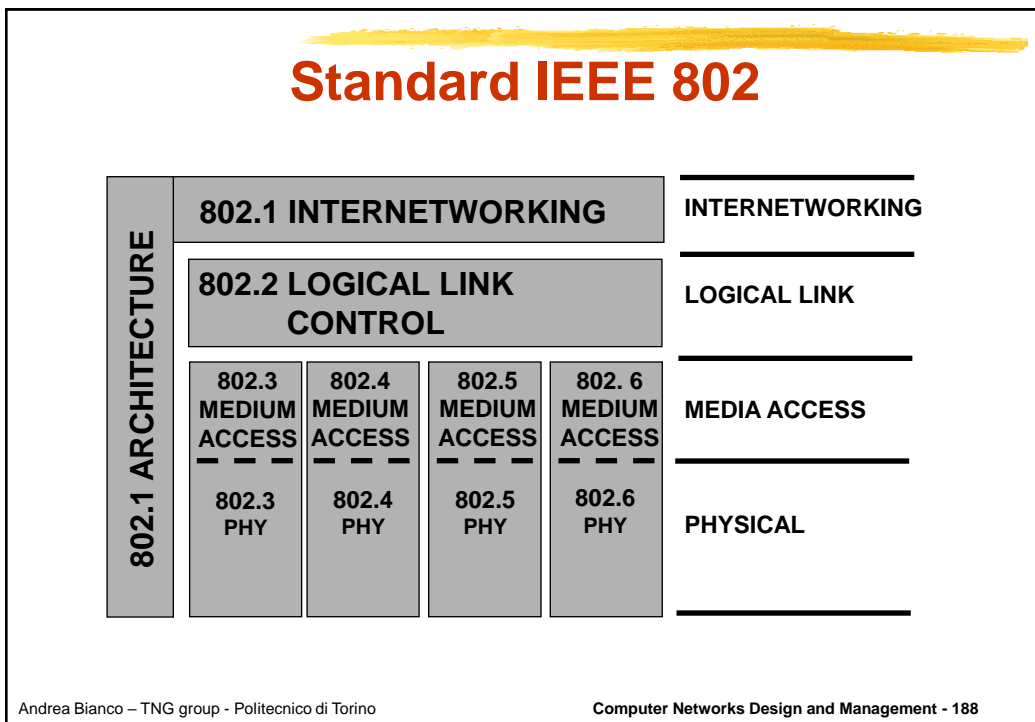 Standard IEEE 802
802.1 ARCHITECTURE
802.1 INTERNETWORKING
INTERNETWORKING
802.2 LOGICAL LINK
CONTROL
LOGICAL LINK
802.3
MEDIUM
ACCESS
802.4
MEDIUM
ACCESS
802.5
MEDIUM
ACCESS
802. 6
MEDIUM
ACCESS
MEDIA ACCESS
802.3
PHY
802.4
PHY
802.5
PHY
802.6
PHY
PHYSICAL
Andrea Bianco – TNG group - Politecnico di Torino
Computer Networks Design and Management - 188